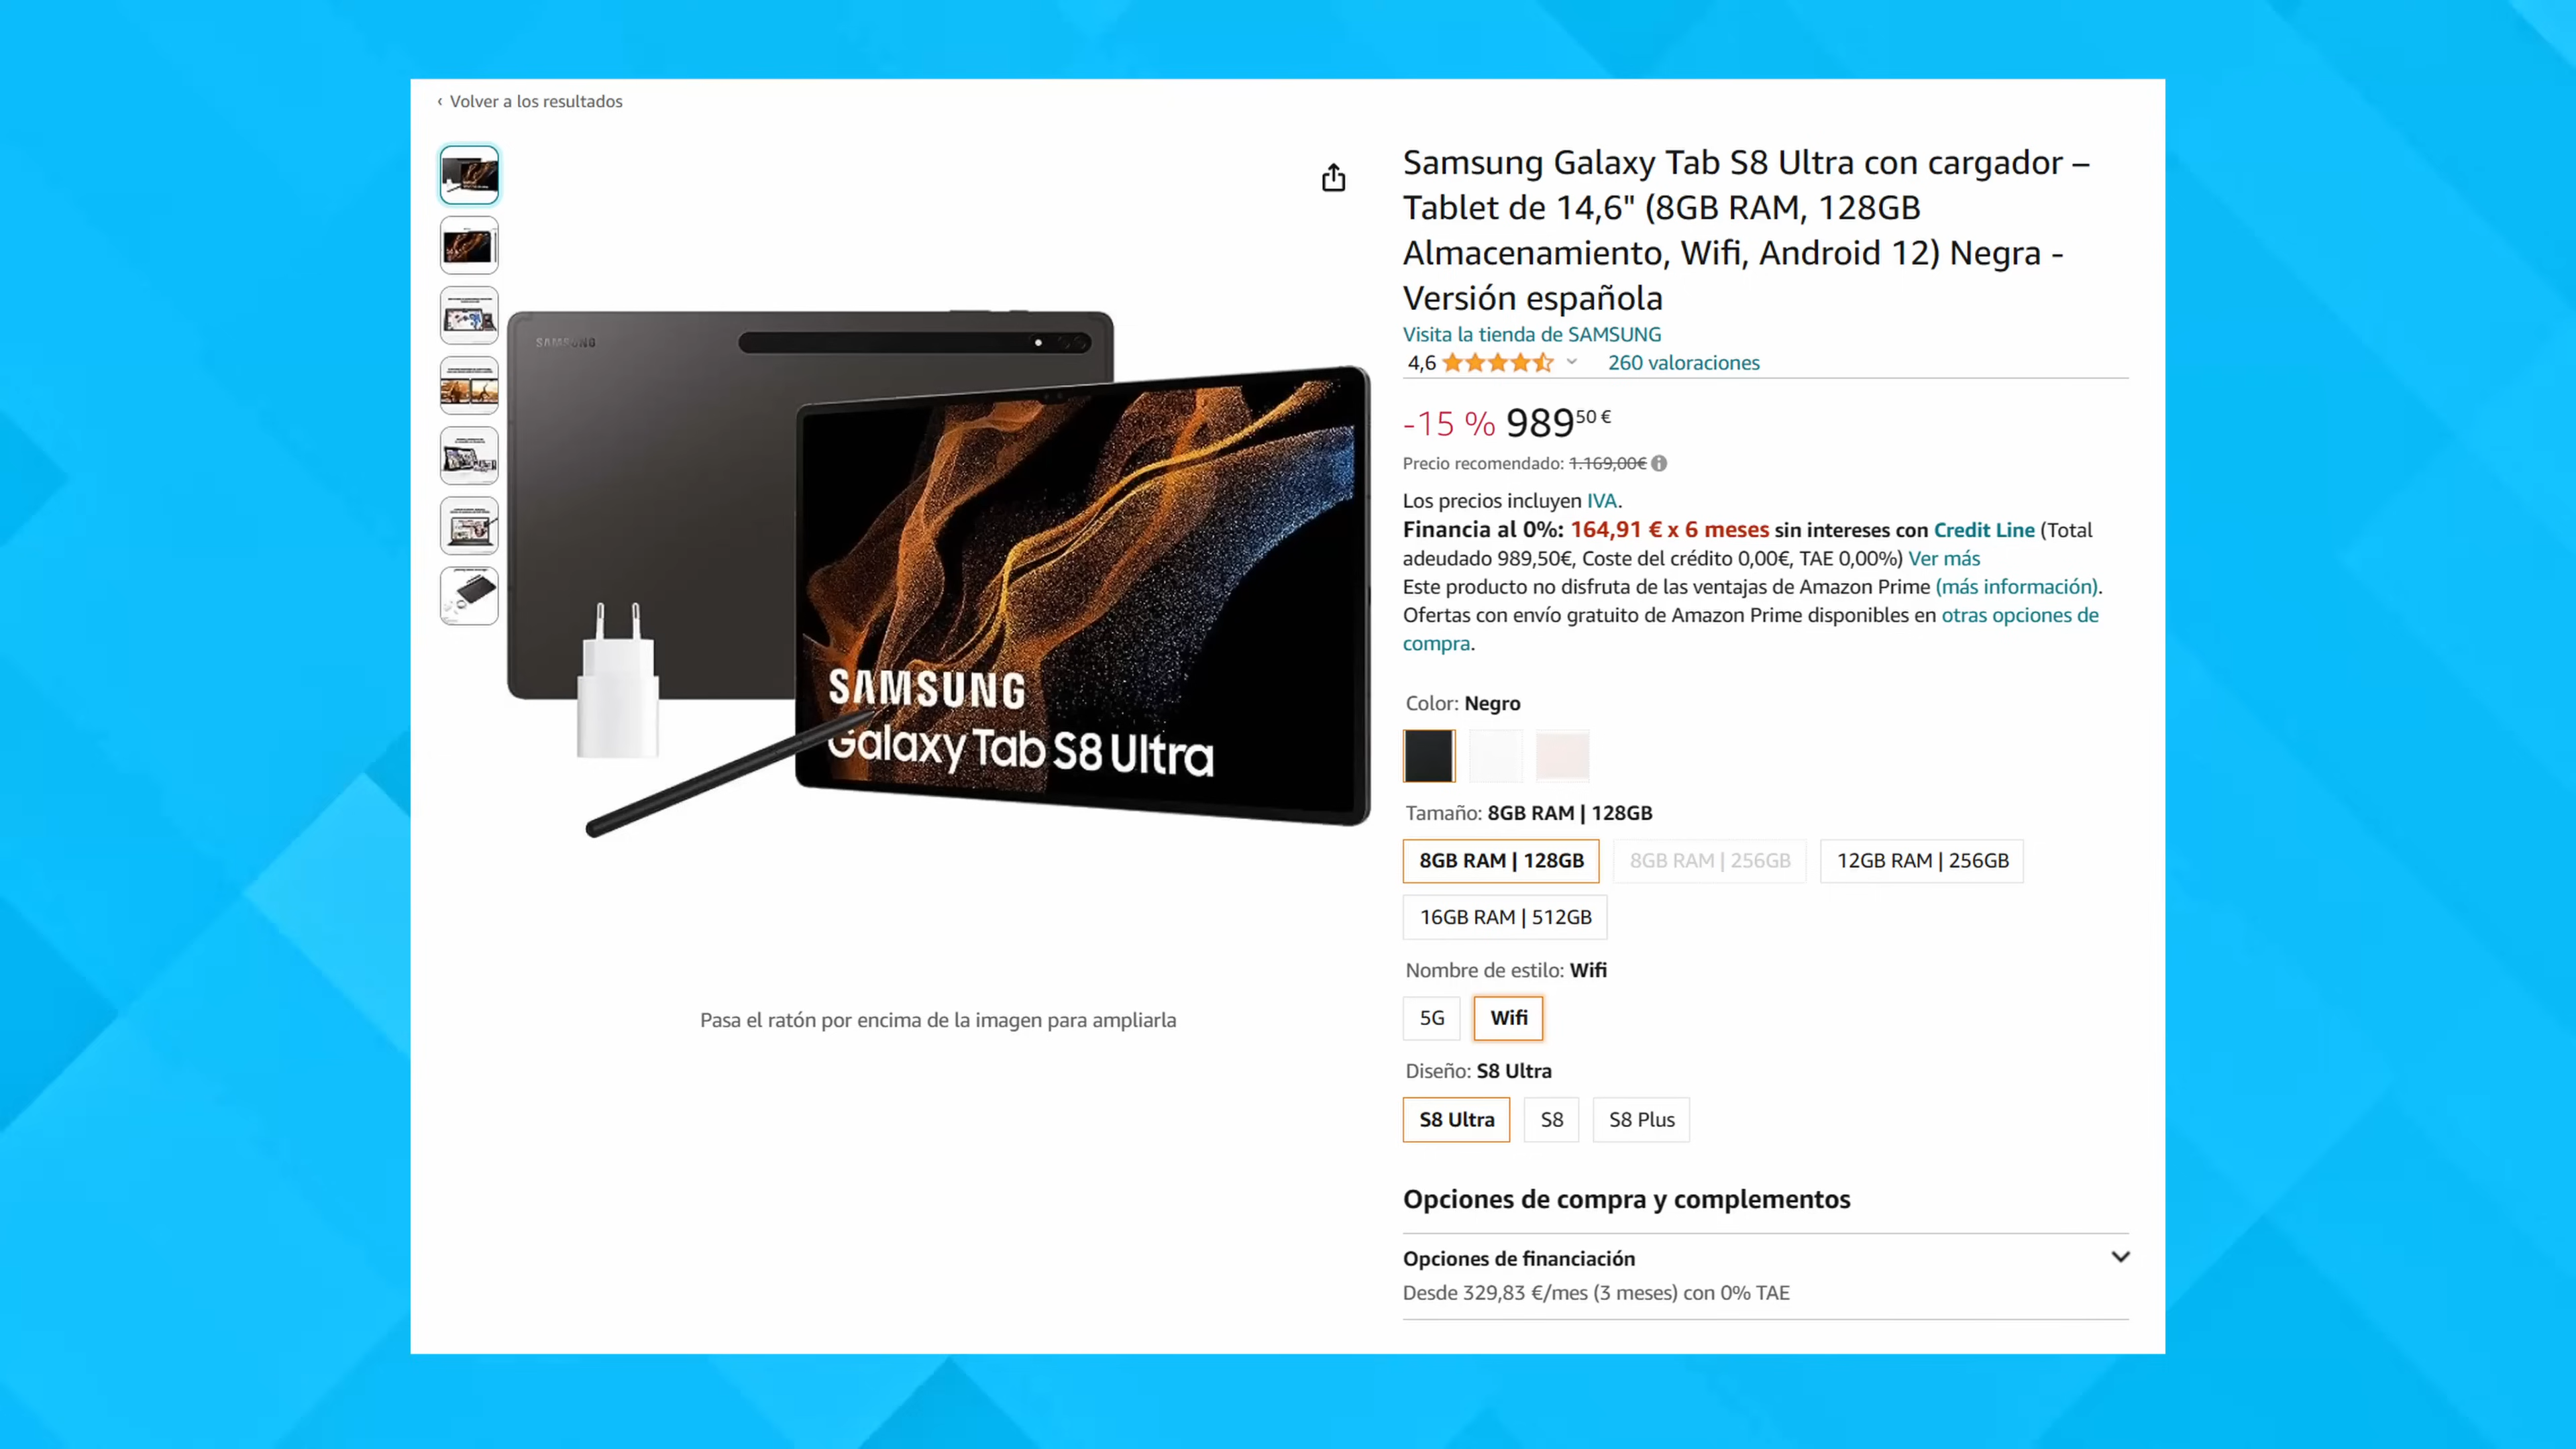 ‹ Volver a los resultados
SAMSUNG
SAMSUNG
Galaxy Tab S8 Ultra
Pasa el ratón por encima de la imagen para ampliarla
Samsung Galaxy Tab S8 Ultra con cargador –
Tablet de 14,6" (8GB RAM, 128GB
Almacenamiento, Wifi, Android 12) Negra -
Versión española
Visita la tienda de SAMSUNG
4,6 260 valoraciones
-15 % 98950 €
Precio recomendado: 1.169,00€
Los precios incluyen IVA.
Financia al 0%: 164,91 € x 6 meses sin intereses con Credit Line (Total
adeudado 989,50€, Coste del crédito 0,00€, TAE 0,00%) Ver más
Este producto no disfruta de las ventajas de Amazon Prime (más información).
Ofertas con envío gratuito de Amazon Prime disponibles en otras opciones de
compra.
Color: Negro
Tamaño: 8GB RAM | 128GB
8GB RAM | 128GB 8GB RAM | 256GB 12GB RAM | 256GB
16GB RAM | 512GB
Nombre de estilo: Wifi
5G Wifi
Diseño: S8 Ultra
S8 Ultra S8 S8 Plus
Opciones de compra y complementos
Opciones de financiación
Desde 329,83 €/mes (3 meses) con 0% TAE